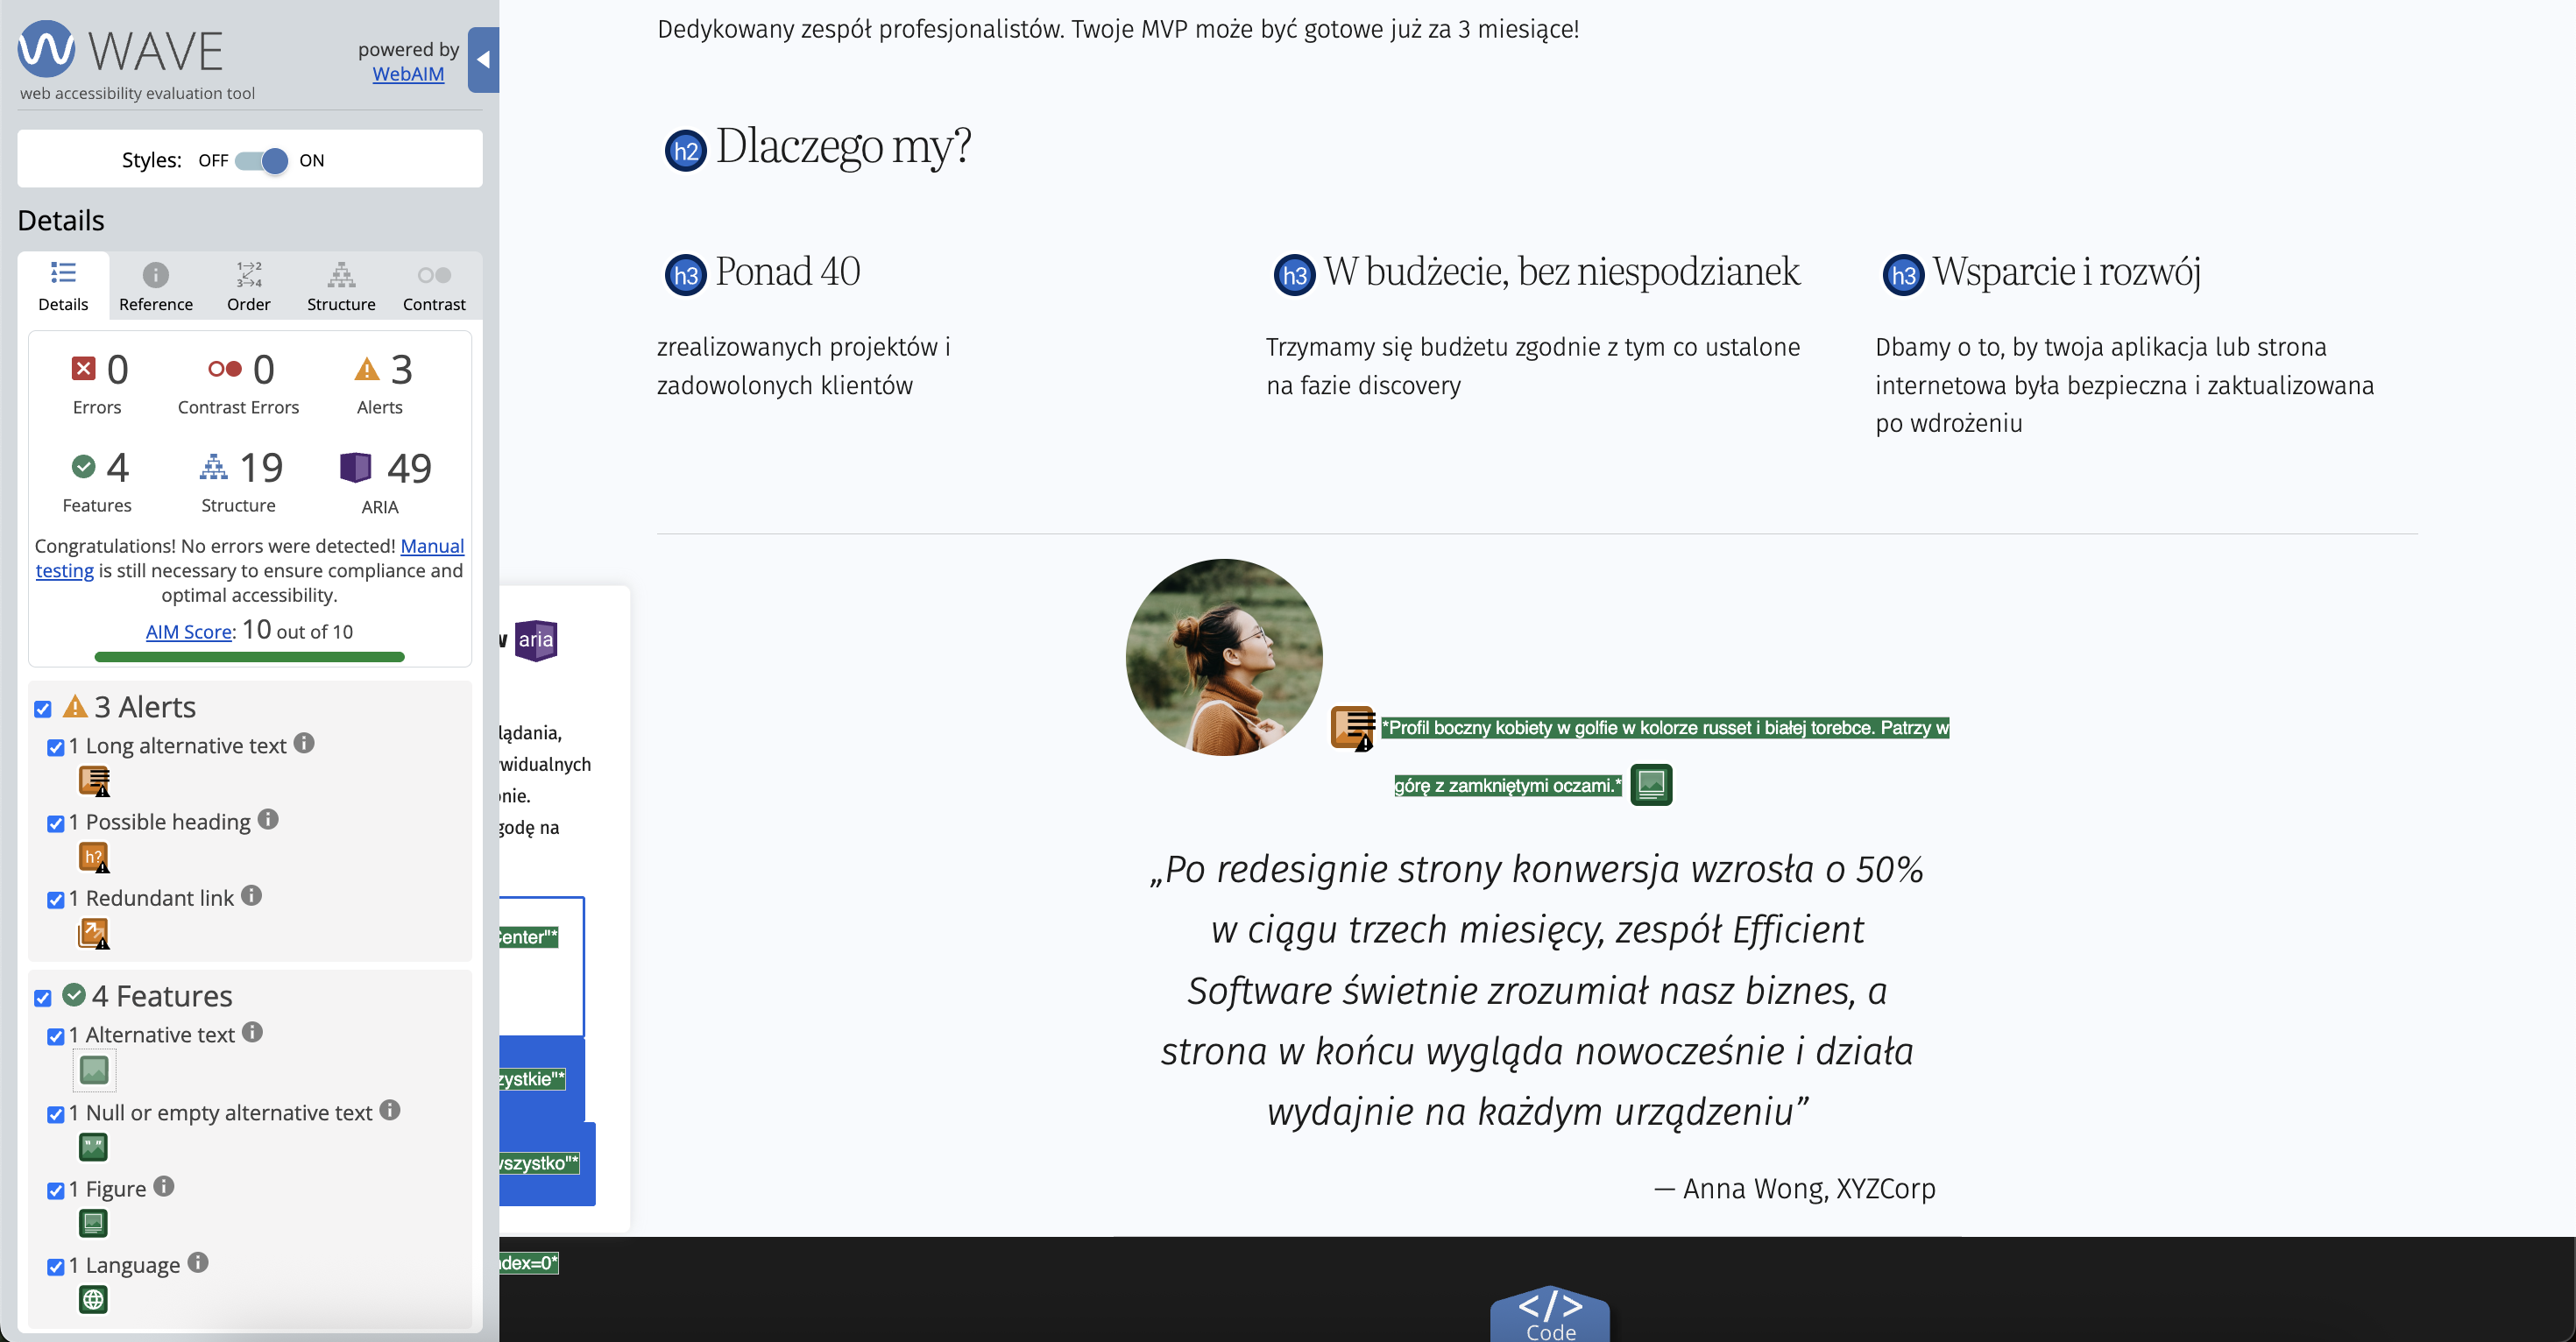 WAVE
powered by
WebAIM
web accessibility evaluation tool
Styles: OFF ON
Details
Details Reference Order Structure Contrast
0 Errors
0 Contrast Errors
3 Alerts
4 Features
19 Structure
49 ARIA
Congratulations! No errors were detected! Manual
testing is still necessary to ensure compliance and
optimal accessibility.
AIM Score: 10 out of 10
3 Alerts
1 Long alternative text
1 Possible heading
h?
1 Redundant link
4 Features
1 Alternative text
1 Null or empty alternative text
1 Figure
1 Language
aria
lądania,
widualnych
nie.
godę na
Center"*
zystkie"*
wszystko"*
ndex=0*
Dedykowany zespół profesjonalistów. Twoje MVP może być gotowe już za 3 miesiące!
h2 Dlaczego my?
h3 Ponad 40
zrealizowanych projektów i
zadowolonych klientów
h3 W budżecie, bez niespodzianek
Trzymamy się budżetu zgodnie z tym co ustalone
na fazie discovery
h3 Wsparcie i rozwój
Dbamy o to, by twoja aplikacja lub strona
internetowa była bezpieczna i zaktualizowana
po wdrożeniu
*Profil boczny kobiety w golfie w kolorze russet i białej torebce. Patrzy w
górę z zamkniętymi oczami.*
„Po redesignie strony konwersja wzrosła o 50%
w ciągu trzech miesięcy, zespół Efficient
Software świetnie zrozumiał nasz biznes, a
strona w końcu wygląda nowocześnie i działa
wydajnie na każdym urządzeniu”
— Anna Wong, XYZCorp
</>
Code